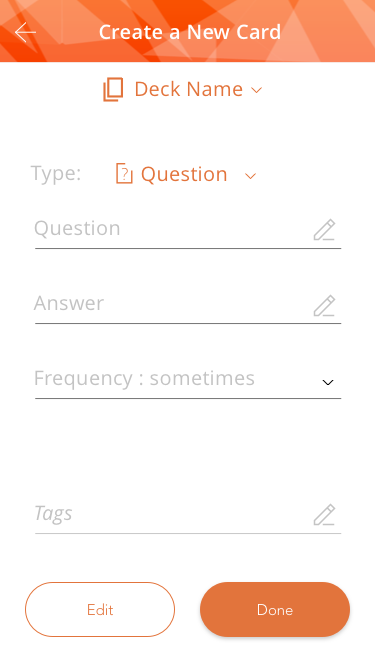 Create a New Card
Deck Name
Type: Question
Question
Answer
Frequency : sometimes
Tags
Edit Done